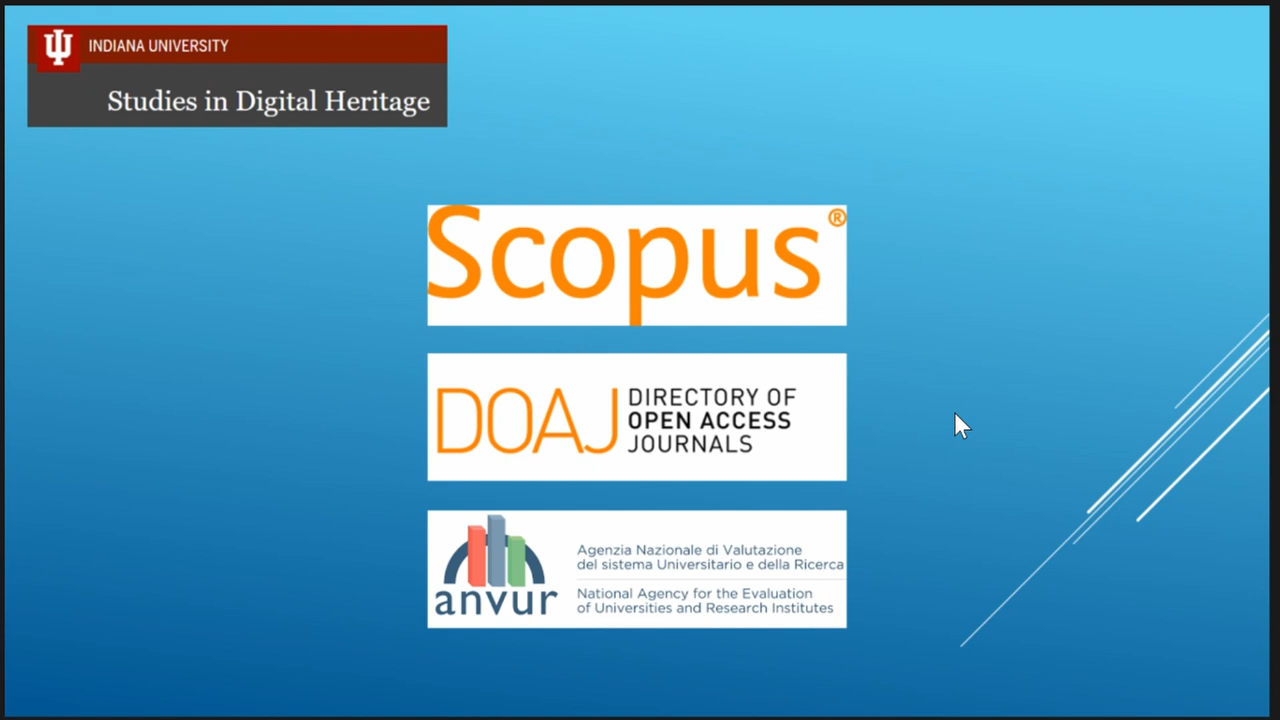 INDIANA UNIVERSITY
Studies in Digital Heritage
Scopus®
DOAJ
DIRECTORY OF
OPEN ACCESS
JOURNALS
anvur
Agenzia Nazionale di Valutazione
del sistema Universitario e della Ricerca
National Agency for the Evaluation
of Universities and Research Institutes